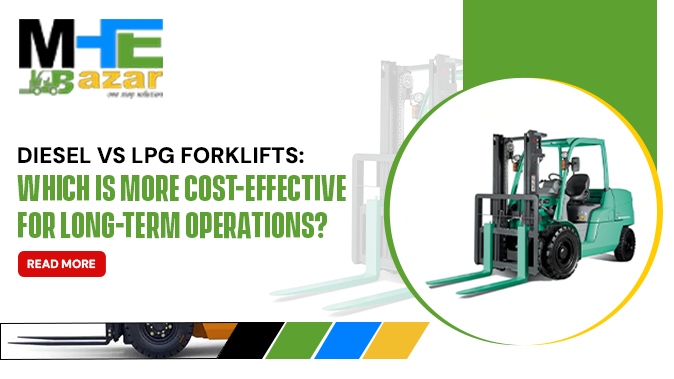 MHE
Bazar
one stop solution
DIESEL VS LPG FORKLIFTS:
WHICH IS MORE COST-EFFECTIVE
FOR LONG-TERM OPERATIONS?
READ MORE